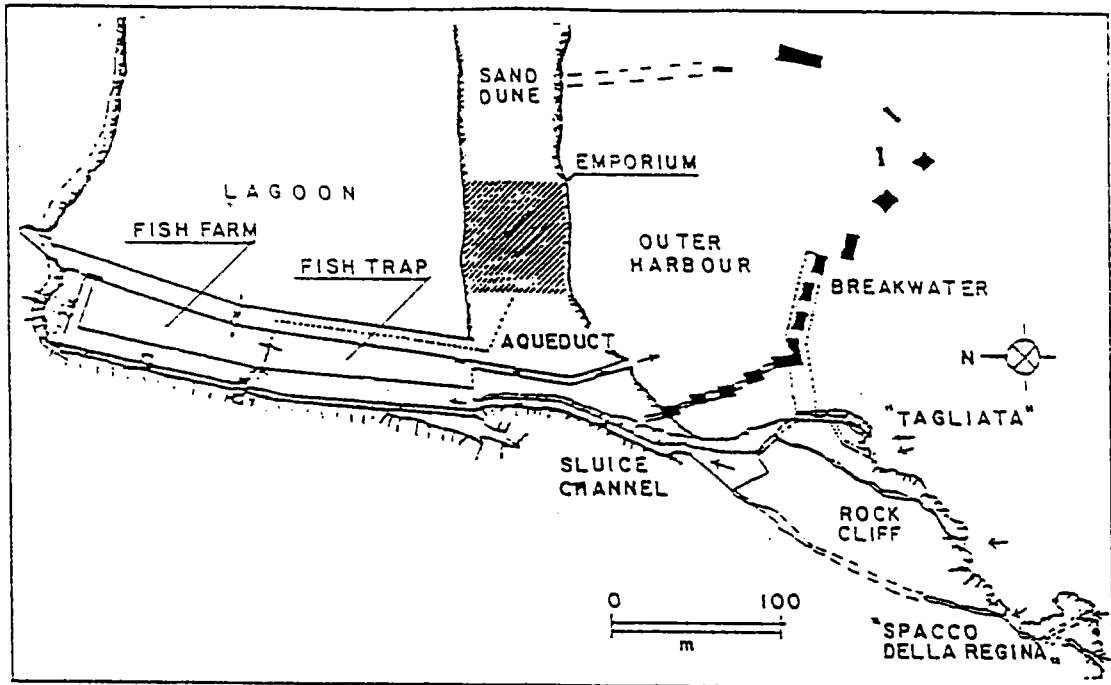 SAND
DUNE
EMPORIUM
LAGOON
FISH FARM
FISH TRAP
OUTER
HARBOUR
BREAKWATER
AQUEDUCT
N
"TAGLIATA"
SLUICE
CHANNEL
ROCK
CLIFF
0 100
m
"SPACCO
DELLA REGINA"